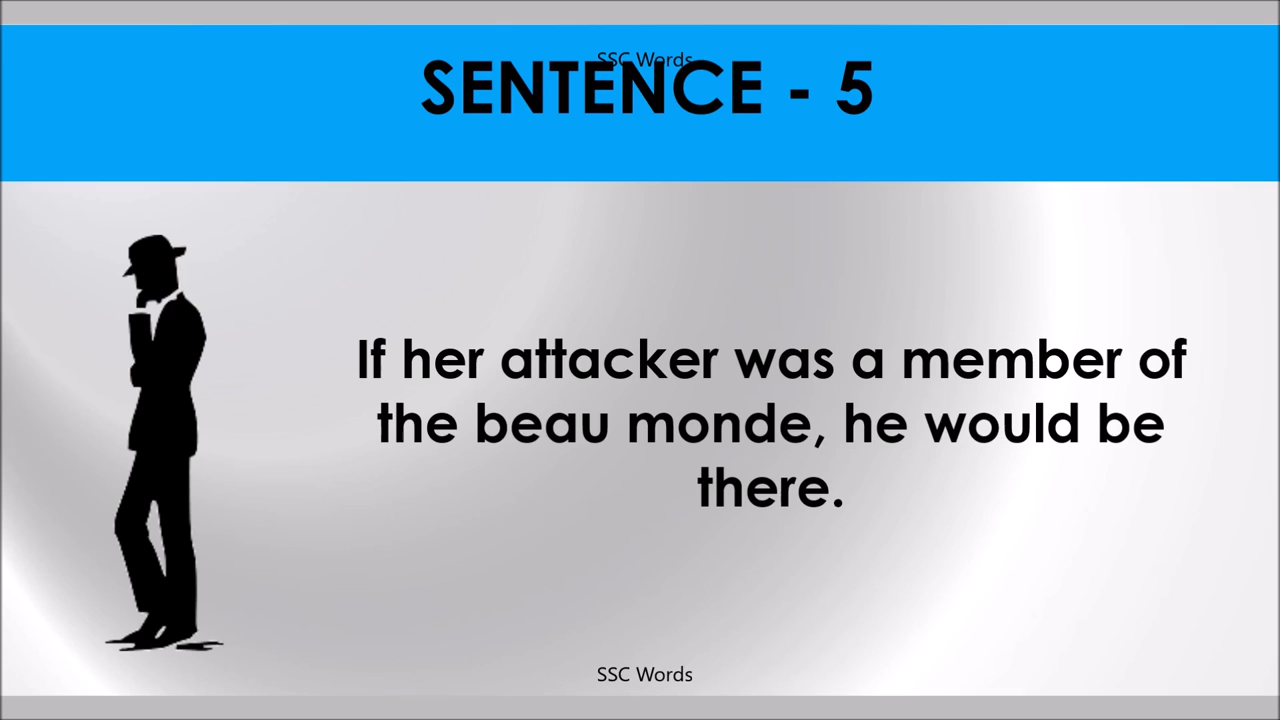 SSC Words
SENTENCE - 5
If her attacker was a member of
the beau monde, he would be
there.
SSC Words